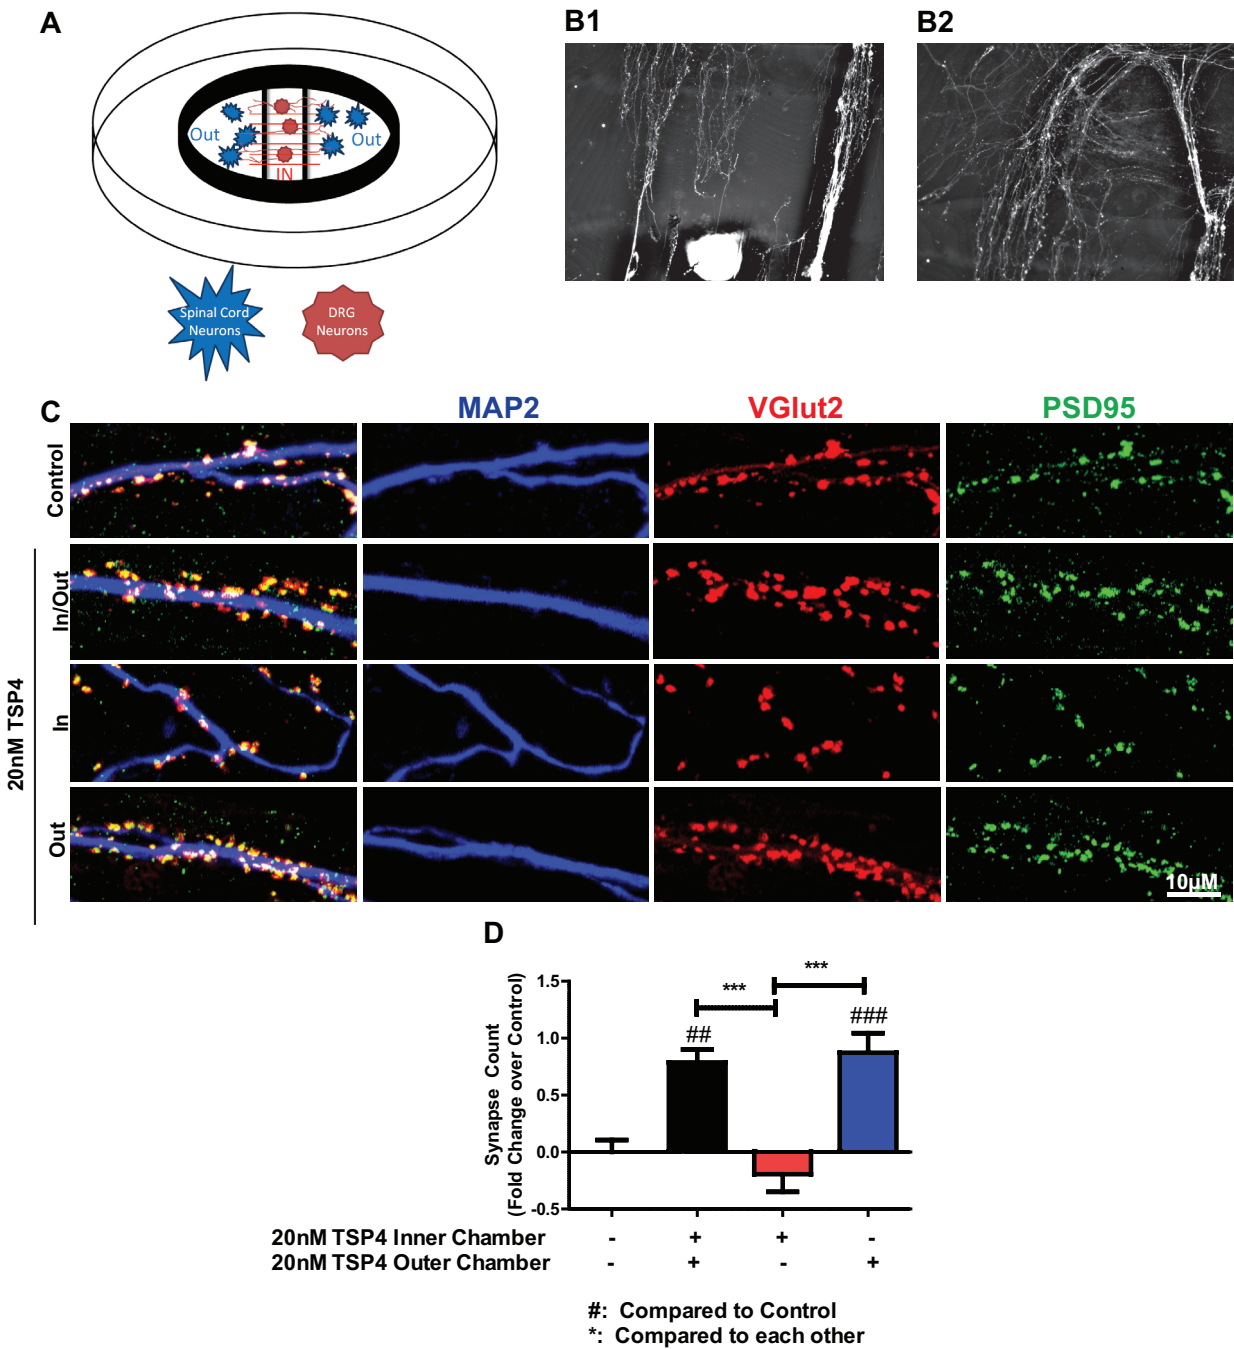 A
B1
B2
Out
Out
IN
Spinal Cord
Neurons
DRG
Neurons
C
MAP2
VGlut2
PSD95
Control
20nM TSP4
In/Out
In
Out
10µM
D
Synapse Count
(Fold Change over Control)
1.5
1.0
0.5
0.0
-0.5
***
***
##
###
20nM TSP4 Inner Chamber - + + -
20nM TSP4 Outer Chamber - + - +
#: Compared to Control
*: Compared to each other